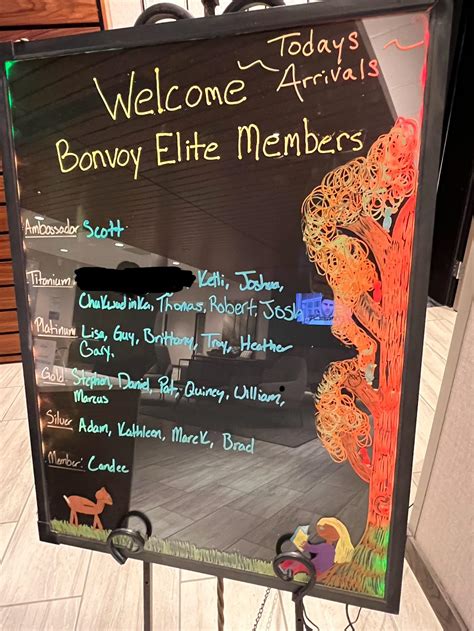 Todays
Arrivals
Welcome
Bonvoy Elite Members
Ambassador Scott
Titanium Kelli, Joshua,
Chukwudinka, Thomas, Robert, Josh
Platinum Lisa, Guy, Brittany, Troy, Heather
Gary,
Gold Stephen, Daniel, Pat, Quincy, William,
Marcus
Silver Adam, Kathleen, Mark, Brad
Member: Candee